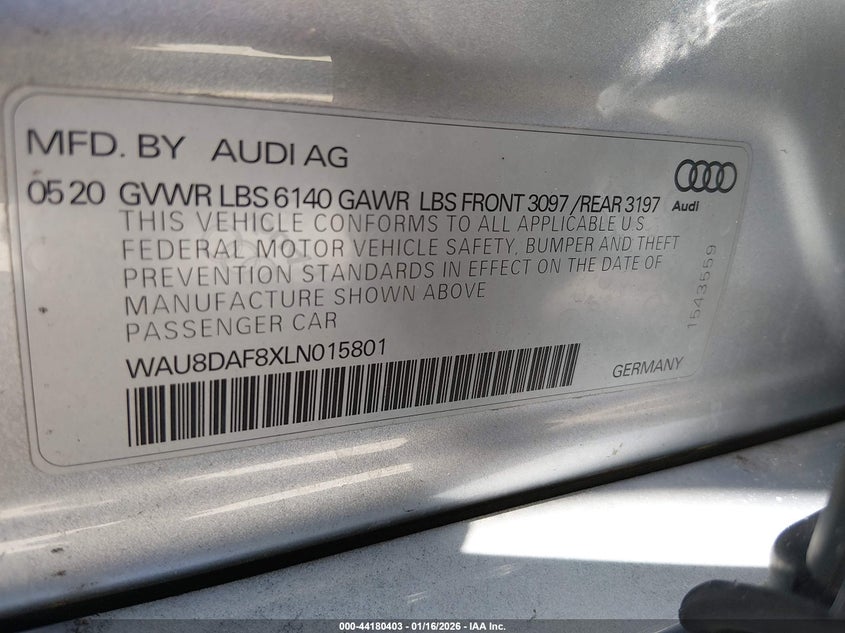 MFD. BY AUDI AG
0520 GVWR LBS 6140 GAWR LBS FRONT 3097/REAR 3197
Audi
THIS VEHICLE CONFORMS TO ALL APPLICABLE U.S.
FEDERAL MOTOR VEHICLE SAFETY, BUMPER AND THEFT
PREVENTION STANDARDS IN EFFECT ON THE DATE OF
MANUFACTURE SHOWN ABOVE
PASSENGER CAR
1543559
WAU8DAF8XLN015801
GERMANY
000-44180403 - 01/16/2026 - IAA Inc.